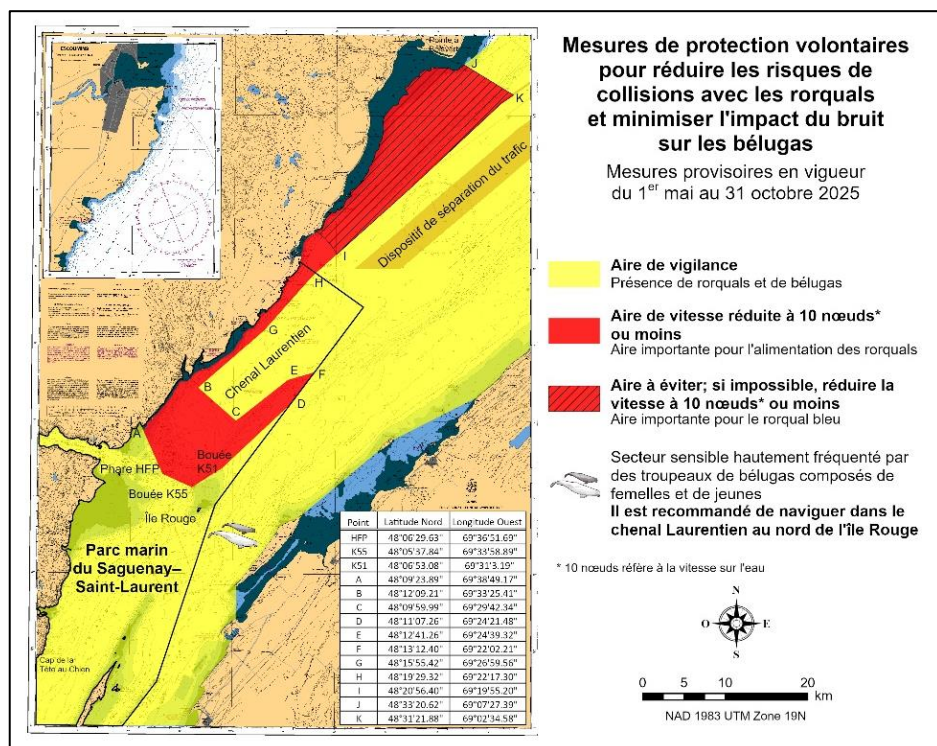 Mesures de protection volontaires
pour réduire les risques de
collisions avec les rorquals
et minimiser l'impact du bruit
sur les bélugas
Mesures provisoires en vigueur
du 1er mai au 31 octobre 2025
Aire de vigilance
Présence de rorquals et de bélugas
Aire de vitesse réduite à 10 nœuds*
ou moins
Aire importante pour l'alimentation des rorquals
Aire à éviter; si impossible, réduire la
vitesse à 10 nœuds* ou moins
Aire importante pour le rorqual bleu
Secteur sensible hautement fréquenté par
des troupeaux de bélugas composés de
femelles et de jeunes
Il est recommandé de naviguer dans le
chenal Laurentien au nord de l'île Rouge
* 10 nœuds réfère à la vitesse sur l'eau
N
O E
S
0 5 10 20
km
NAD 1983 UTM Zone 19N
J
K
Dispositif de séparation du trafic
I
H
G
Chenal Laurentien
E
F
B
C
D
A
Bouée
K51
Phare HFP
Bouée K55
Île Rouge
Parc marin
du Saguenay–
Saint-Laurent
Cap de la
Tête au Chien
Point Latitude Nord Longitude Ouest
HFP 48°06'29.63" 69°36'51.69"
K55 48°05'37.84" 69°33'58.89"
K51 48°06'53.08" 69°31'3.19"
A 48°09'23.89" 69°38'49.17"
B 48°12'09.21" 69°33'25.41"
C 48°09'59.99" 69°29'42.34"
D 48°11'07.26" 69°24'21.48"
E 48°12'41.26" 69°24'39.32"
F 48°13'12.40" 69°22'02.21"
G 48°15'55.42" 69°26'59.56"
H 48°19'29.32" 69°22'17.30"
I 48°20'56.40" 69°19'55.20"
J 48°33'20.62" 69°07'27.39"
K 48°31'21.88" 69°02'34.58"